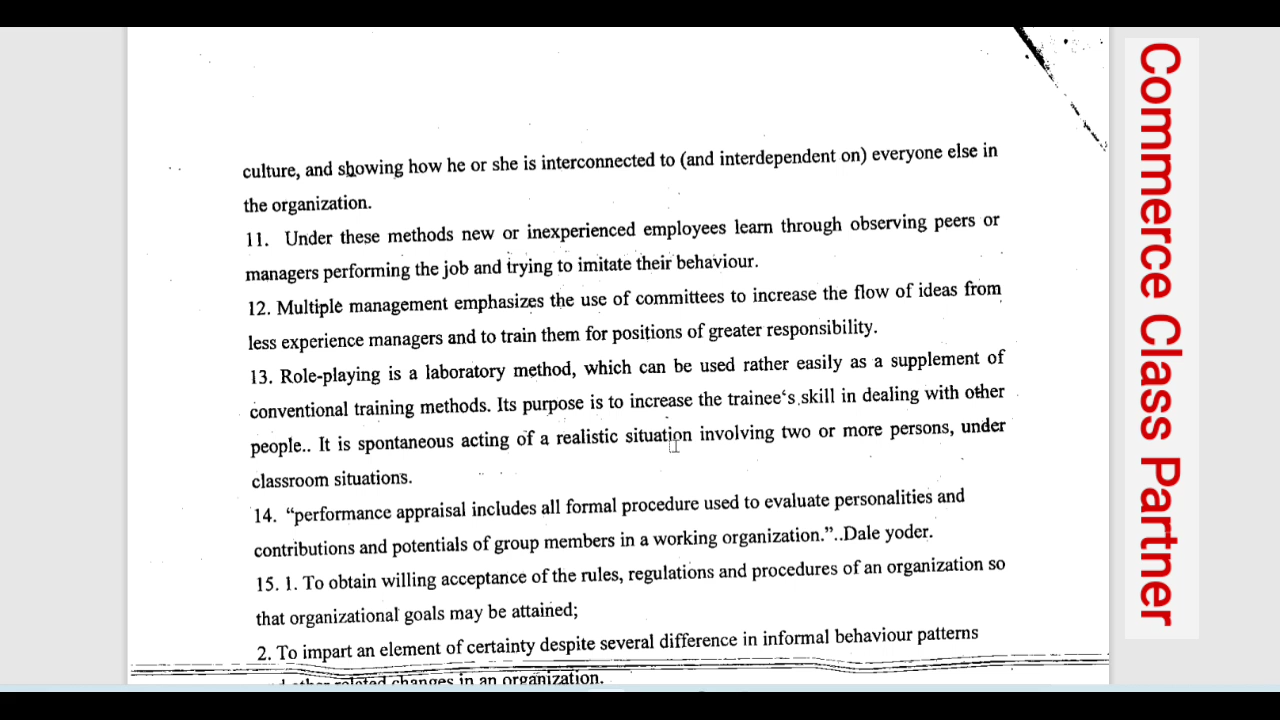 culture, and showing how he or she is interconnected to (and interdependent on) everyone else in
the organization.
11. Under these methods new or inexperienced employees learn through observing peers or
managers performing the job and trying to imitate their behaviour.
12. Multiple management emphasizes the use of committees to increase the flow of ideas from
less experience managers and to train them for positions of greater responsibility.
13. Role-playing is a laboratory method, which can be used rather easily as a supplement of
conventional training methods. Its purpose is to increase the trainee‘s skill in dealing with other
people.. It is spontaneous acting of a realistic situation involving two or more persons, under
classroom situations.
14. “performance appraisal includes all formal procedure used to evaluate personalities and
contributions and potentials of group members in a working organization.”..Dale yoder.
15. 1. To obtain willing acceptance of the rules, regulations and procedures of an organization so
that organizational goals may be attained;
2. To impart an element of certainty despite several difference in informal behaviour patterns
other related changes in an organization.
Commerce Class Partner